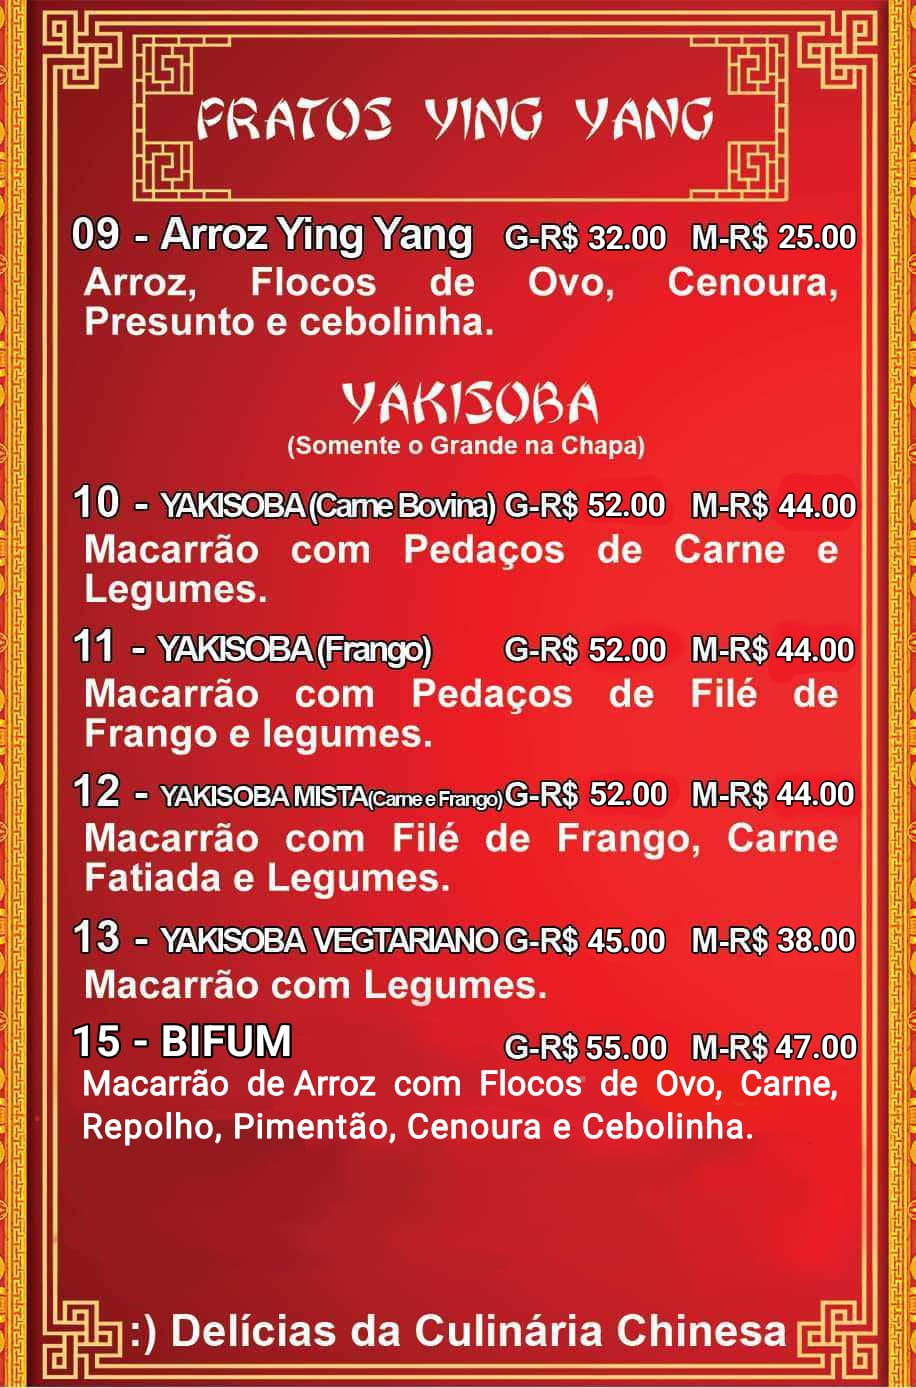 PRATOS YING YANG
09 - Arroz Ying Yang G-R$ 32.00 M-R$ 25.00
Arroz, Flocos de Ovo, Cenoura,
Presunto e cebolinha.
YAKISOBA
(Somente o Grande na Chapa)
10 - YAKISOBA (Carne Bovina) G-R$ 52.00 M-R$ 44.00
Macarrão com Pedaços de Carne e
Legumes.
11 - YAKISOBA (Frango) G-R$ 52.00 M-R$ 44.00
Macarrão com Pedaços de Filé de
Frango e legumes.
12 - YAKISOBA MISTA (Carne e Frango) G-R$ 52.00 M-R$ 44.00
Macarrão com Filé de Frango, Carne
Fatiada e Legumes.
13 - YAKISOBA VEGTARIANO G-R$ 45.00 M-R$ 38.00
Macarrão com Legumes.
15 - BIFUM G-R$ 55.00 M-R$ 47.00
Macarrão de Arroz com Flocos de Ovo, Carne,
Repolho, Pimentão, Cenoura e Cebolinha.
:) Delícias da Culinária Chinesa